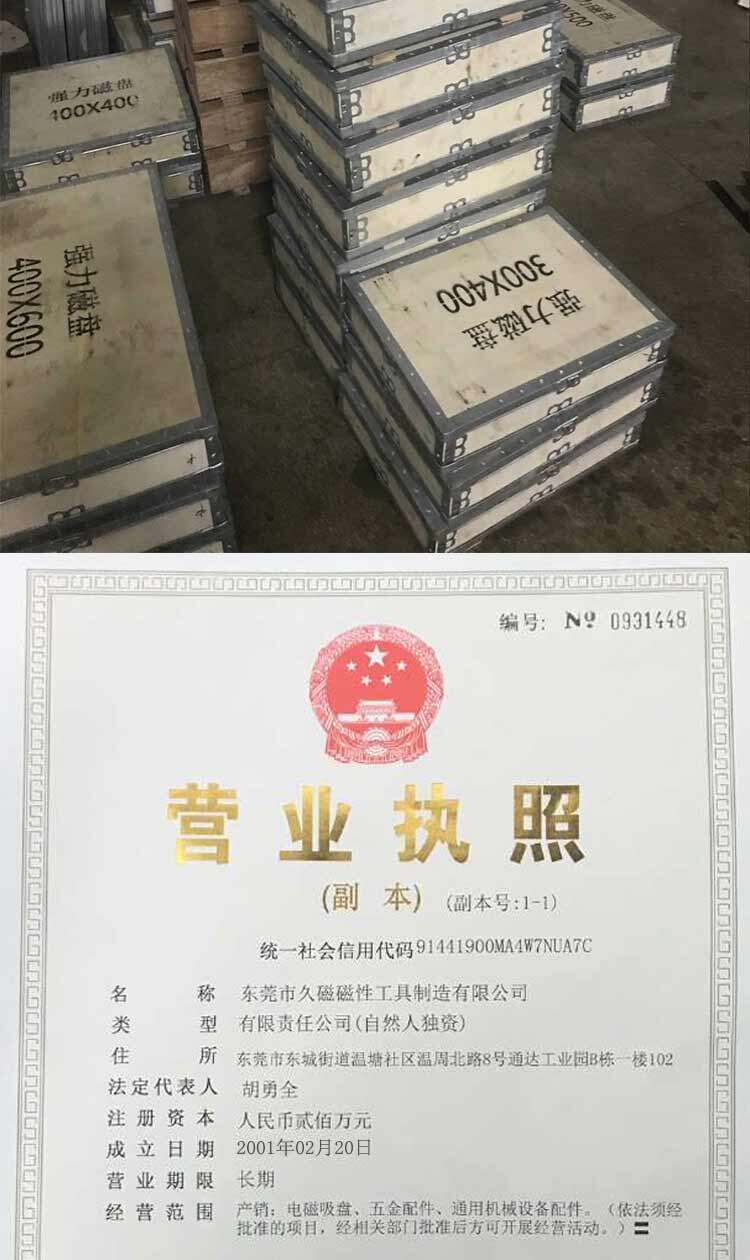 强力磁盘
400X400
强力磁盘
400X600
强力磁盘
300X400
编号: № 0931448
营业执照
(副 本) (副本号:1-1)
统一社会信用代码91441900MA4W7NUA7C
名 称 东莞市久磁磁性工具制造有限公司
类 型 有限责任公司(自然人独资)
住 所 东莞市东城街道温塘社区温周北路8号通达工业园B栋一楼102
法定代表人 胡勇全
注册资本 人民币贰佰万元
成立日期 2001年02月20日
营业期限 长期
经营范围 产销：电磁吸盘、五金配件、通用机械设备配件。（依法须经
批准的项目，经相关部门批准后方可开展经营活动。）